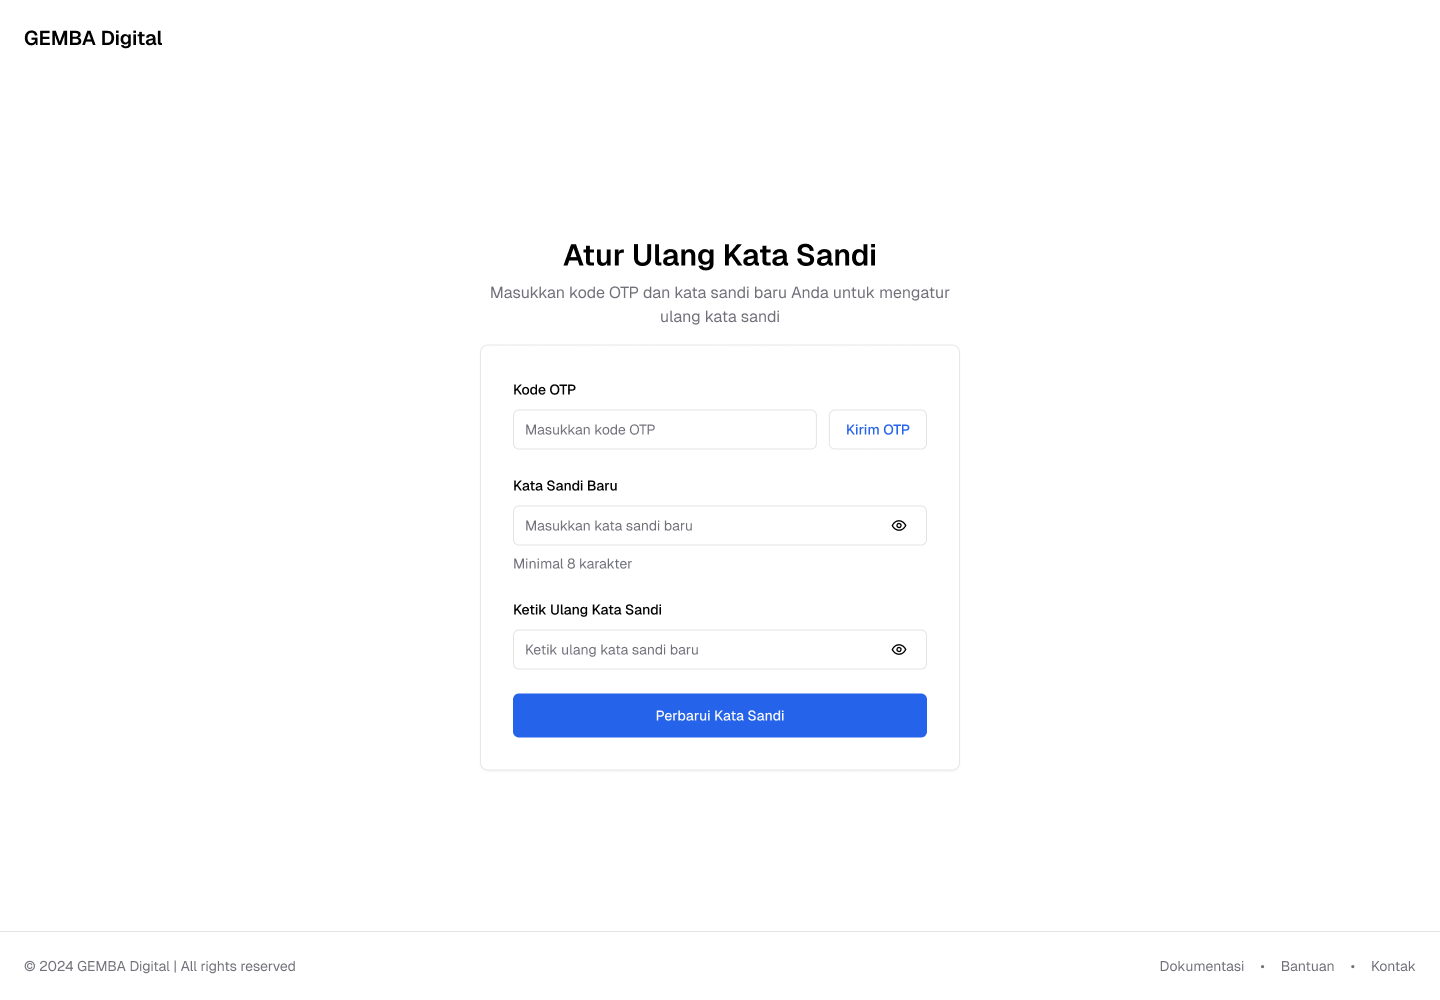 GEMBA Digital
Atur Ulang Kata Sandi
Masukkan kode OTP dan kata sandi baru Anda untuk mengatur
ulang kata sandi
Kode OTP
Masukkan kode OTP
Kirim OTP
Kata Sandi Baru
Masukkan kata sandi baru
Minimal 8 karakter
Ketik Ulang Kata Sandi
Ketik ulang kata sandi baru
Perbarui Kata Sandi
© 2024 GEMBA Digital | All rights reserved
Dokumentasi • Bantuan • Kontak